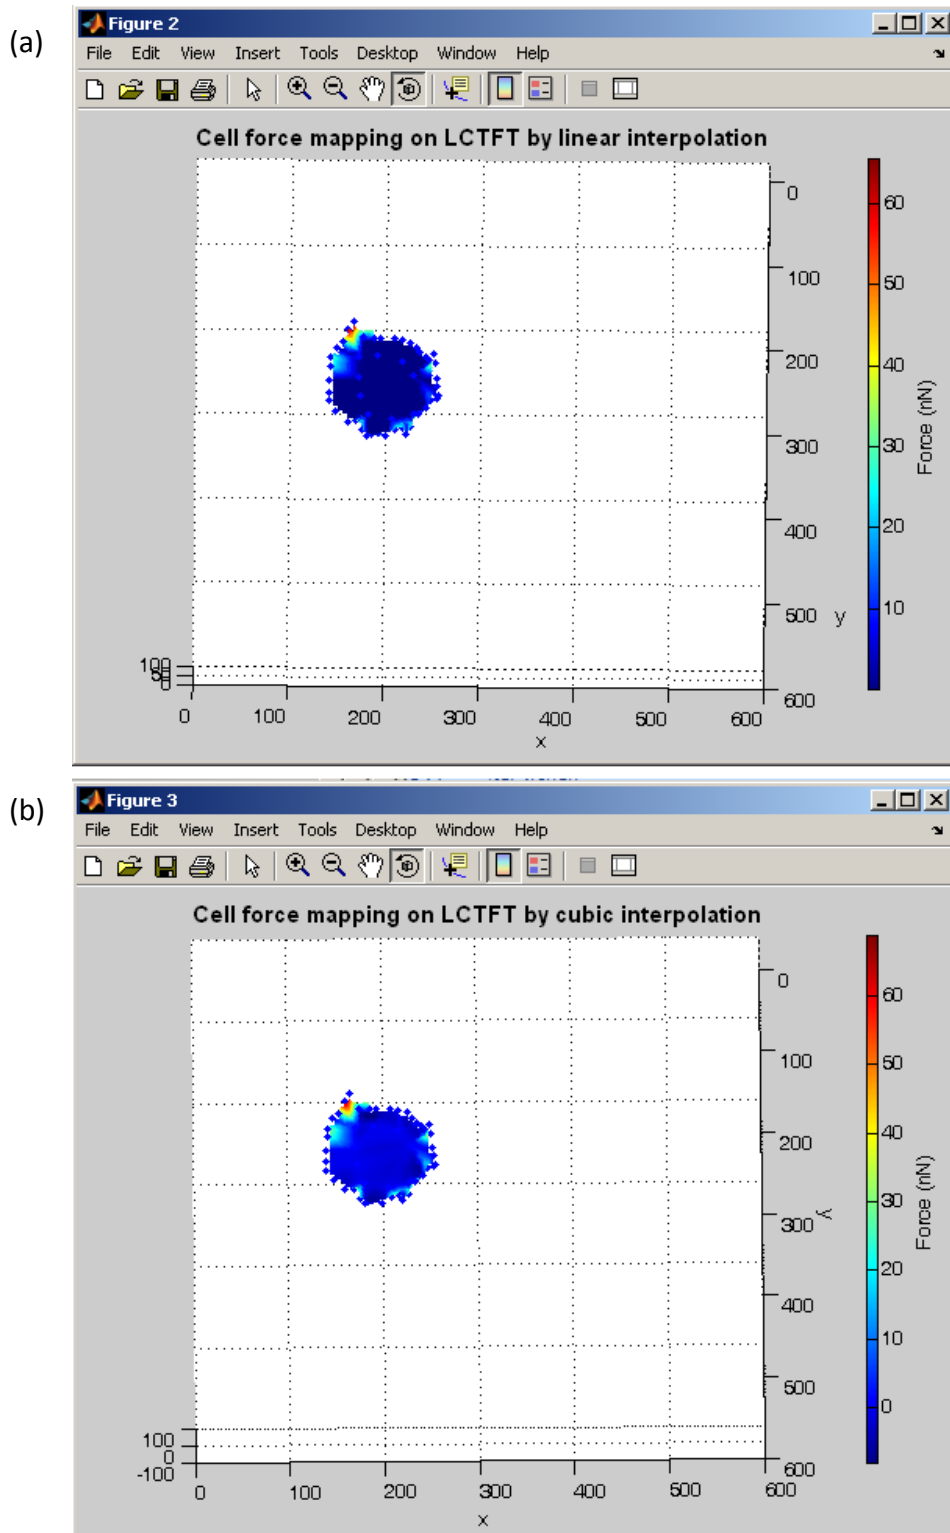 (a)
Figure 2
File Edit View Insert Tools Desktop Window Help
Cell force mapping on LCTFT by linear interpolation
0
100
200
300
400
500
600
y
100
50
0
0 100 200 300 400 500 600
x
60
50
40
30
20
10
Force (nN)
(b)
Figure 3
File Edit View Insert Tools Desktop Window Help
Cell force mapping on LCTFT by cubic interpolation
0
100
200
300
400
500
600
y
100
0
-100
0 100 200 300 400 500 600
x
60
50
40
30
20
10
0
Force (nN)